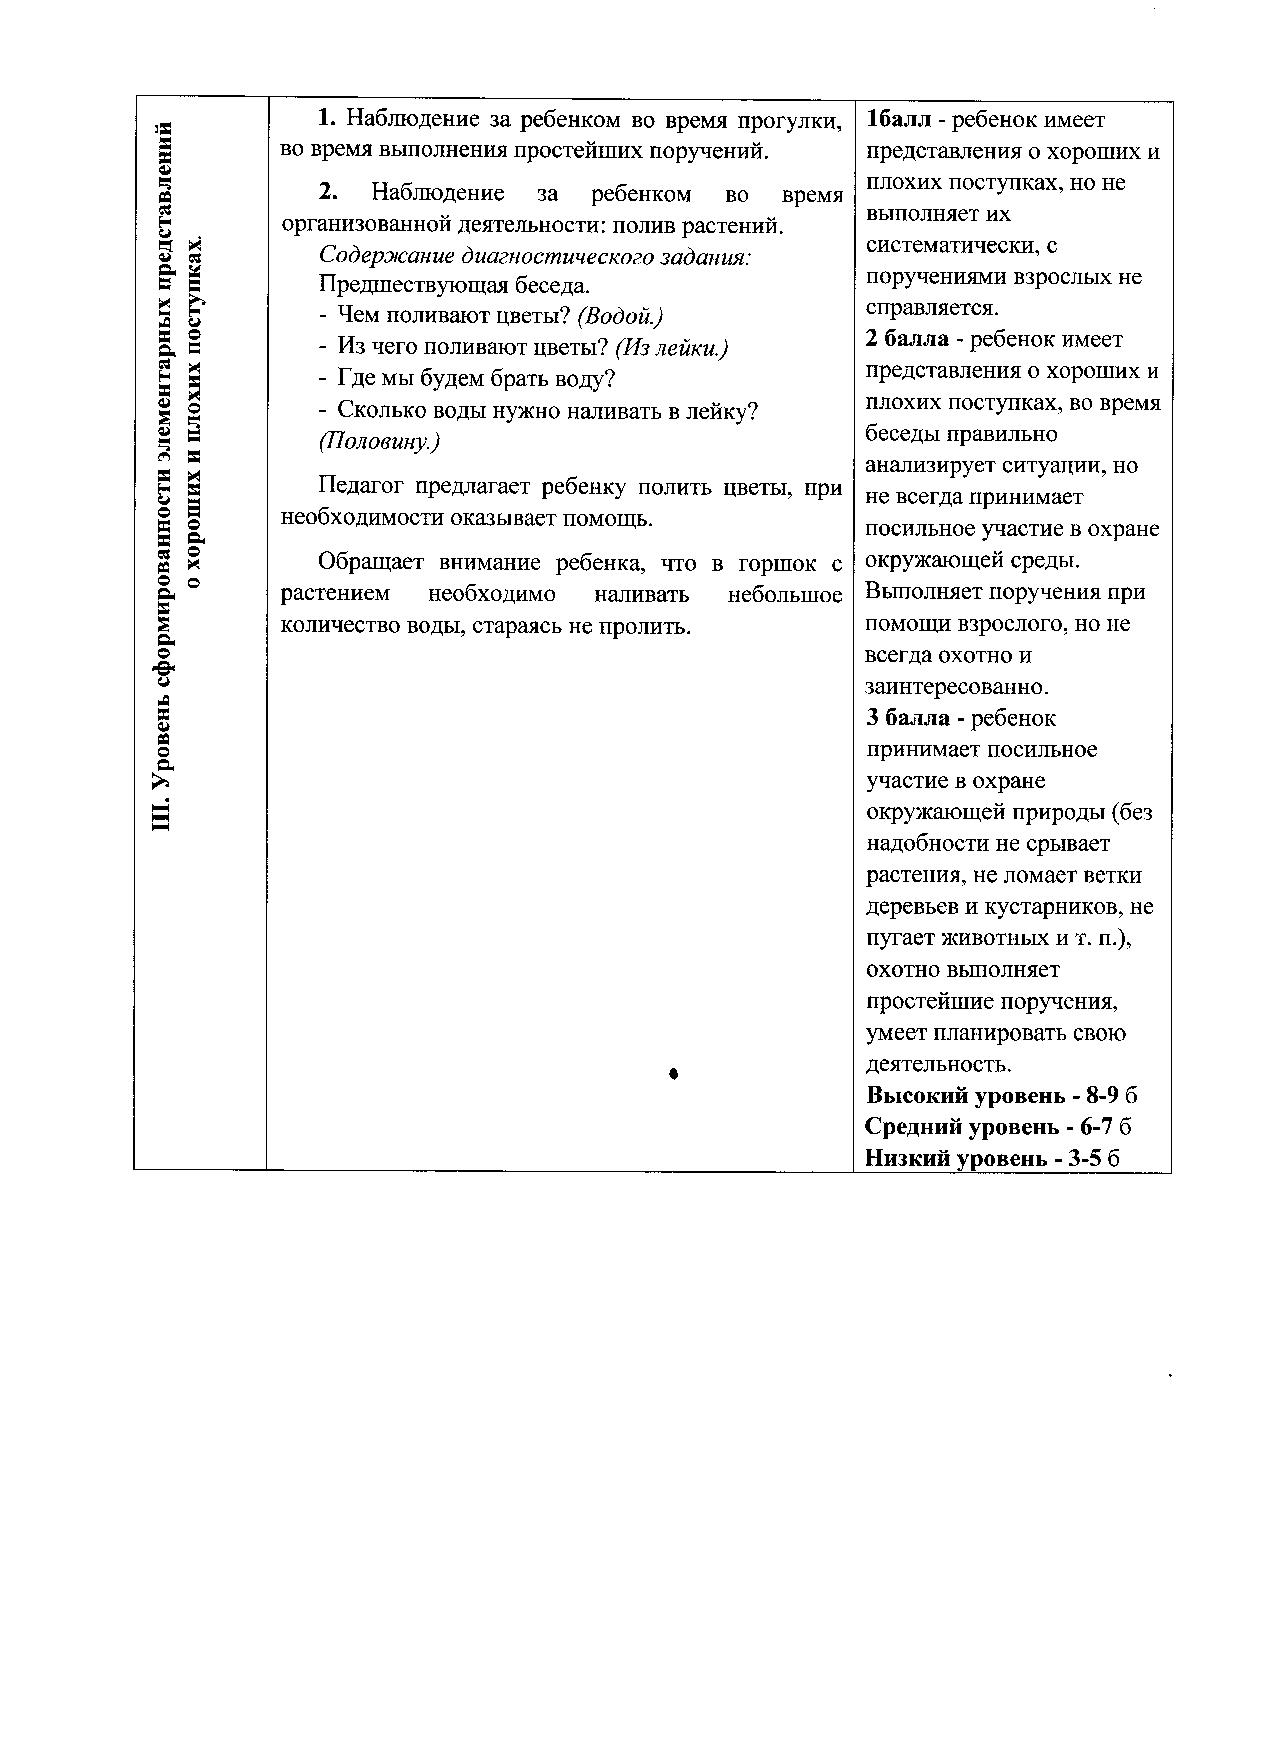 III. Уровень сформированности элементарных представлений
о хороших и плохих поступках.
1. Наблюдение за ребенком во время прогулки,
во время выполнения простейших поручений.
2. Наблюдение за ребенком во время
организованной деятельности: полив растений.
Содержание диагностического задания:
Предшествующая беседа.
- Чем поливают цветы? (Водой.)
- Из чего поливают цветы? (Из лейки.)
- Где мы будем брать воду?
- Сколько воды нужно наливать в лейку?
(Половину.)
Педагог предлагает ребенку полить цветы, при
необходимости оказывает помощь.
Обращает внимание ребенка, что в горшок с
растением необходимо наливать небольшое
количество воды, стараясь не пролить.
1балл - ребенок имеет
представления о хороших и
плохих поступках, но не
выполняет их
систематически, с
поручениями взрослых не
справляется.
2 балла - ребенок имеет
представления о хороших и
плохих поступках, во время
беседы правильно
анализирует ситуации, но
не всегда принимает
посильное участие в охране
окружающей среды.
Выполняет поручения при
помощи взрослого, но не
всегда охотно и
заинтересованно.
3 балла - ребенок
принимает посильное
участие в охране
окружающей природы (без
надобности не срывает
растения, не ломает ветки
деревьев и кустарников, не
пугает животных и т. п.),
охотно выполняет
простейшие поручения,
умеет планировать свою
деятельность.
Высокий уровень - 8-9 б
Средний уровень - 6-7 б
Низкий уровень - 3-5 б